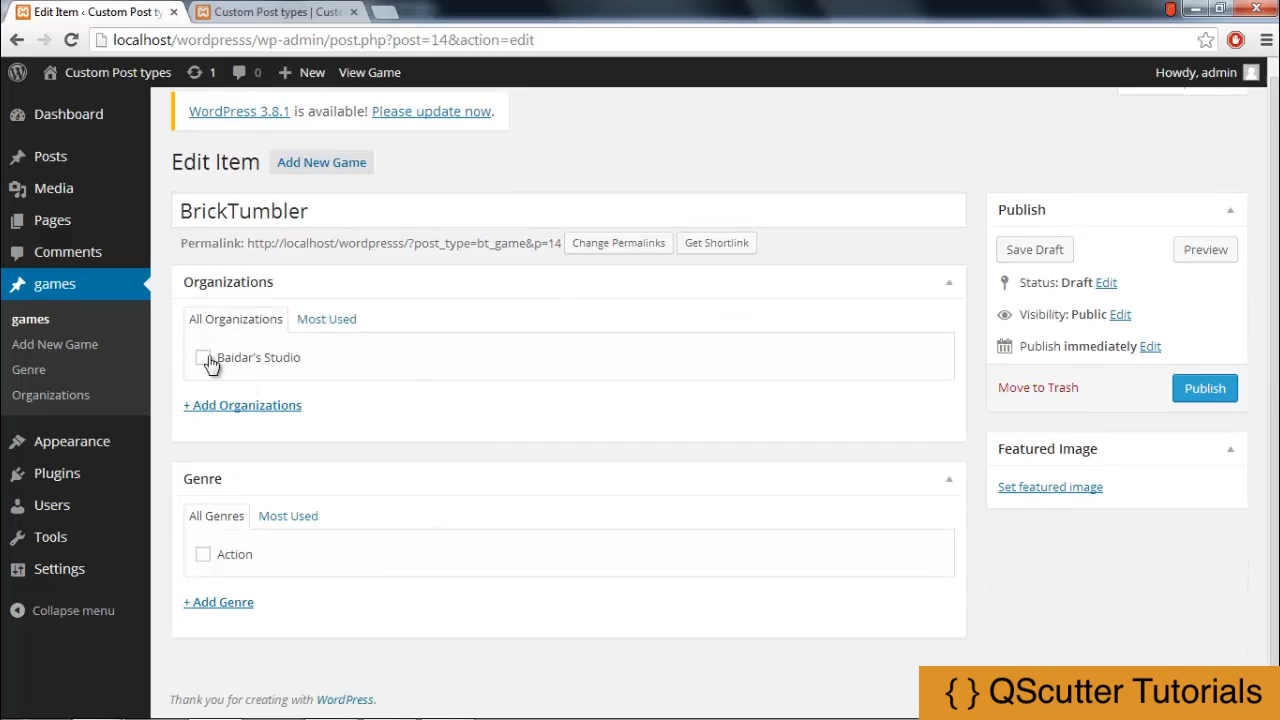 Edit Item ‹ Custom Post ty
Custom Post types | Cust
localhost/wordpresss/wp-admin/post.php?post=14&action=edit
Custom Post types 1 0 New View Game Howdy, admin
WordPress 3.8.1 is available! Please update now.
Dashboard
Posts
Media
Pages
Comments
games
games
Add New Game
Genre
Organizations
Appearance
Plugins
Users
Tools
Settings
Collapse menu
Edit Item Add New Game
BrickTumbler
Permalink: http://localhost/wordpresss/?post_type=bt_game&p=14 Change Permalinks Get Shortlink
Organizations
All Organizations Most Used
Baidar's Studio
+ Add Organizations
Genre
All Genres Most Used
Action
+ Add Genre
Publish
Save Draft Preview
Status: Draft Edit
Visibility: Public Edit
Publish immediately Edit
Move to Trash Publish
Featured Image
Set featured image
Thank you for creating with WordPress.
{ } QScutter Tutorials